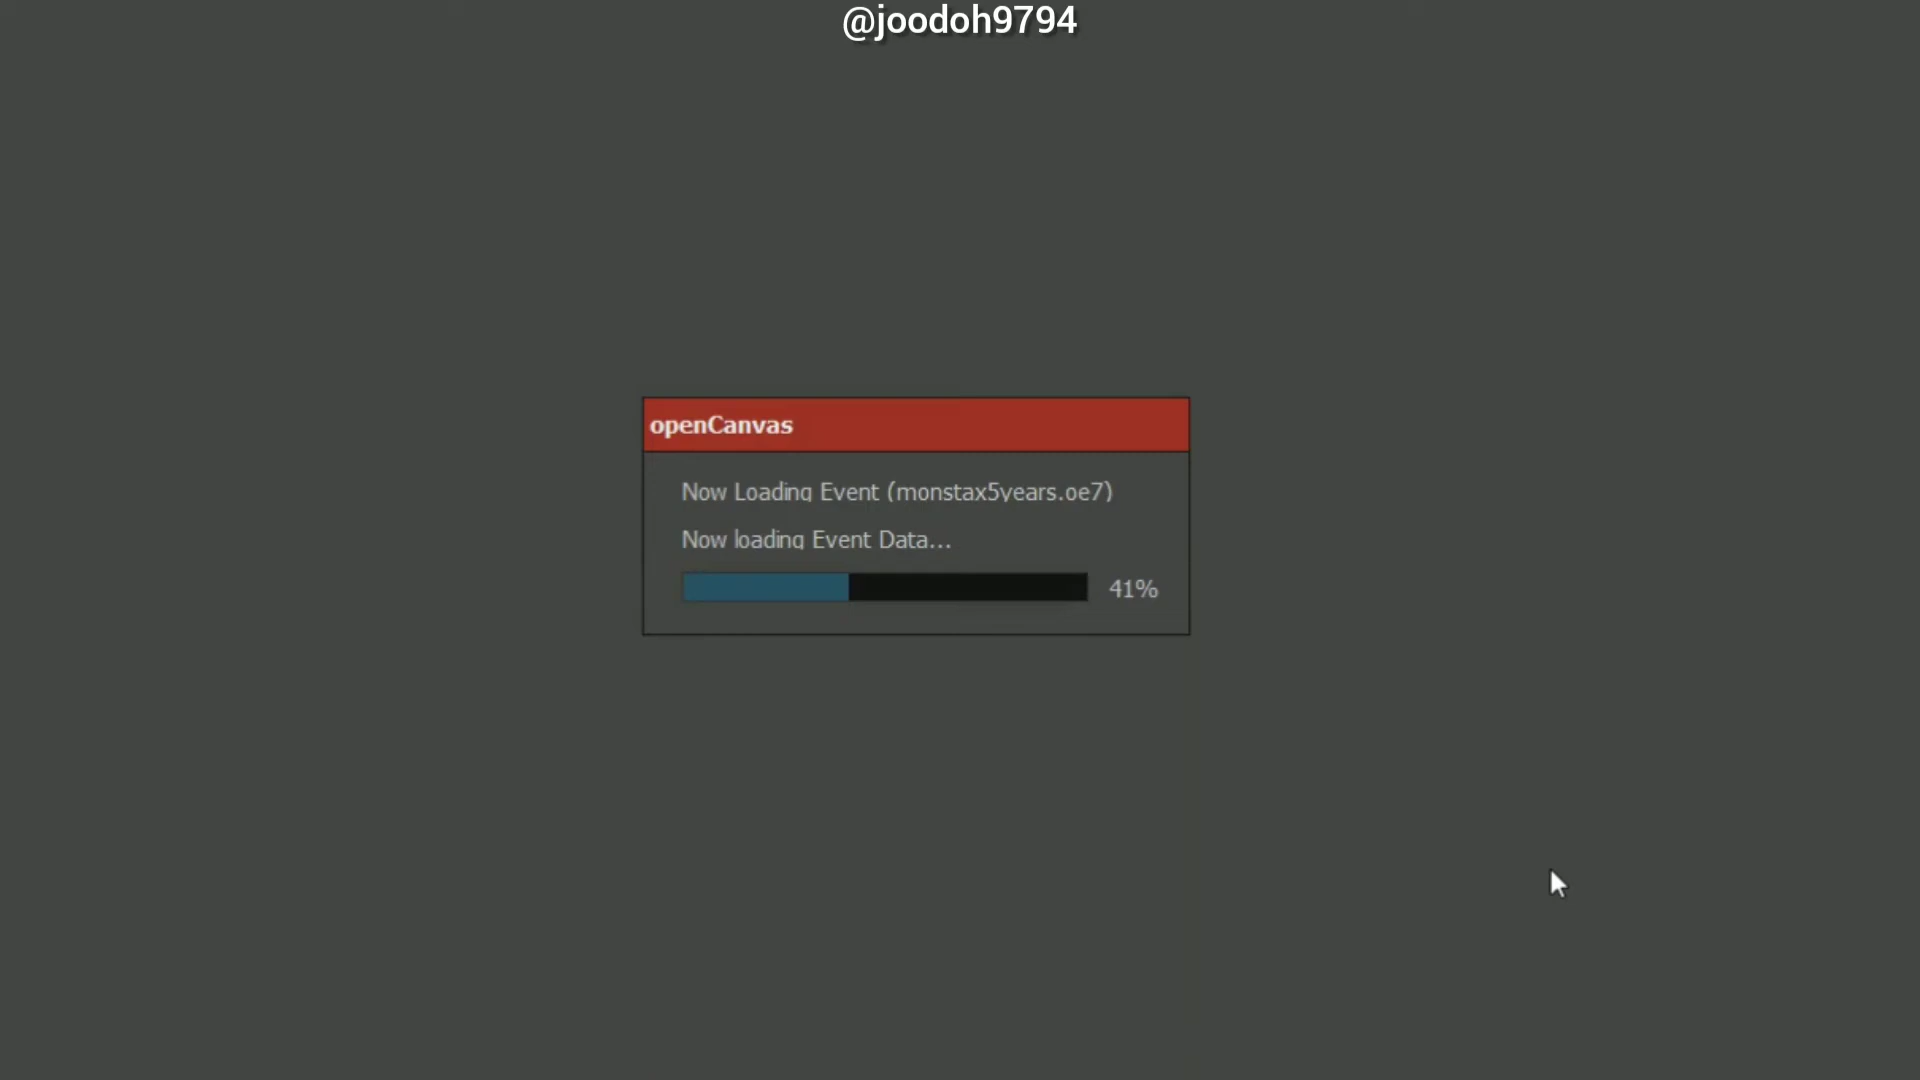 @joodoh9794
openCanvas
Now Loading Event (monstax5years.oe7)
Now loading Event Data...
41%